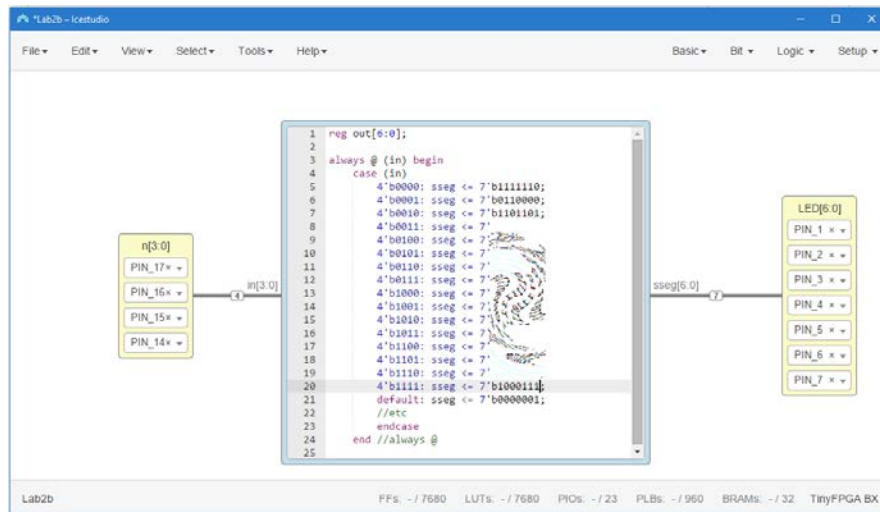 *Lab2b – Icestudio
File Edit View Select Tools Help Basic Bit Logic Setup
1 reg out[6:0];
2
3 always @ (in) begin
4 case (in)
5 4'b0000: sseg <= 7'b1111110;
6 4'b0001: sseg <= 7'b0110000;
7 4'b0010: sseg <= 7'b1101101;
8 4'b0011: sseg <= 7'
9 4'b0100: sseg <= 7'
10 4'b0101: sseg <= 7'
11 4'b0110: sseg <= 7'
12 4'b0111: sseg <= 7'
13 4'b1000: sseg <= 7'
14 4'b1001: sseg <= 7'
15 4'b1010: sseg <= 7'
16 4'b1011: sseg <= 7'
17 4'b1100: sseg <= 7'
18 4'b1101: sseg <= 7'
19 4'b1110: sseg <= 7'
20 4'b1111: sseg <= 7'b1000111;
21 default: sseg <= 7'b0000001;
22 //etc
23 endcase
24 end //always @
25
n[3:0]
PIN_17
PIN_16
PIN_15
PIN_14
4
in[3:0]
sseg[6:0]
7
LED[6:0]
PIN_1
PIN_2
PIN_3
PIN_4
PIN_5
PIN_6
PIN_7
Lab2b FFs: - / 7680 LUTs: - / 7680 PIOs: - / 23 PLBs: - / 960 BRAMs: - / 32 TinyFPGA BX